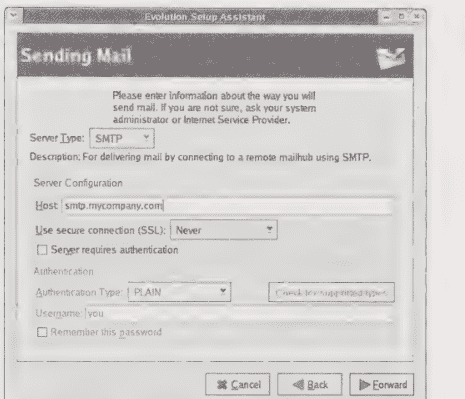 Evolution Setup Assistant
Sending Mail
Please enter information about the way you will
send mail. If you are not sure, ask your system
administrator or Internet Service Provider.
Server Type: SMTP
Description: For delivering mail by connecting to a remote mailhub using SMTP.
Server Configuration
Host: smtp.mycompany.com
Use secure connection (SSL): Never
Server requires authentication
Authentication
Authentication Type: PLAIN Check for supported types
Username: you
Remember this password
Cancel Back Forward